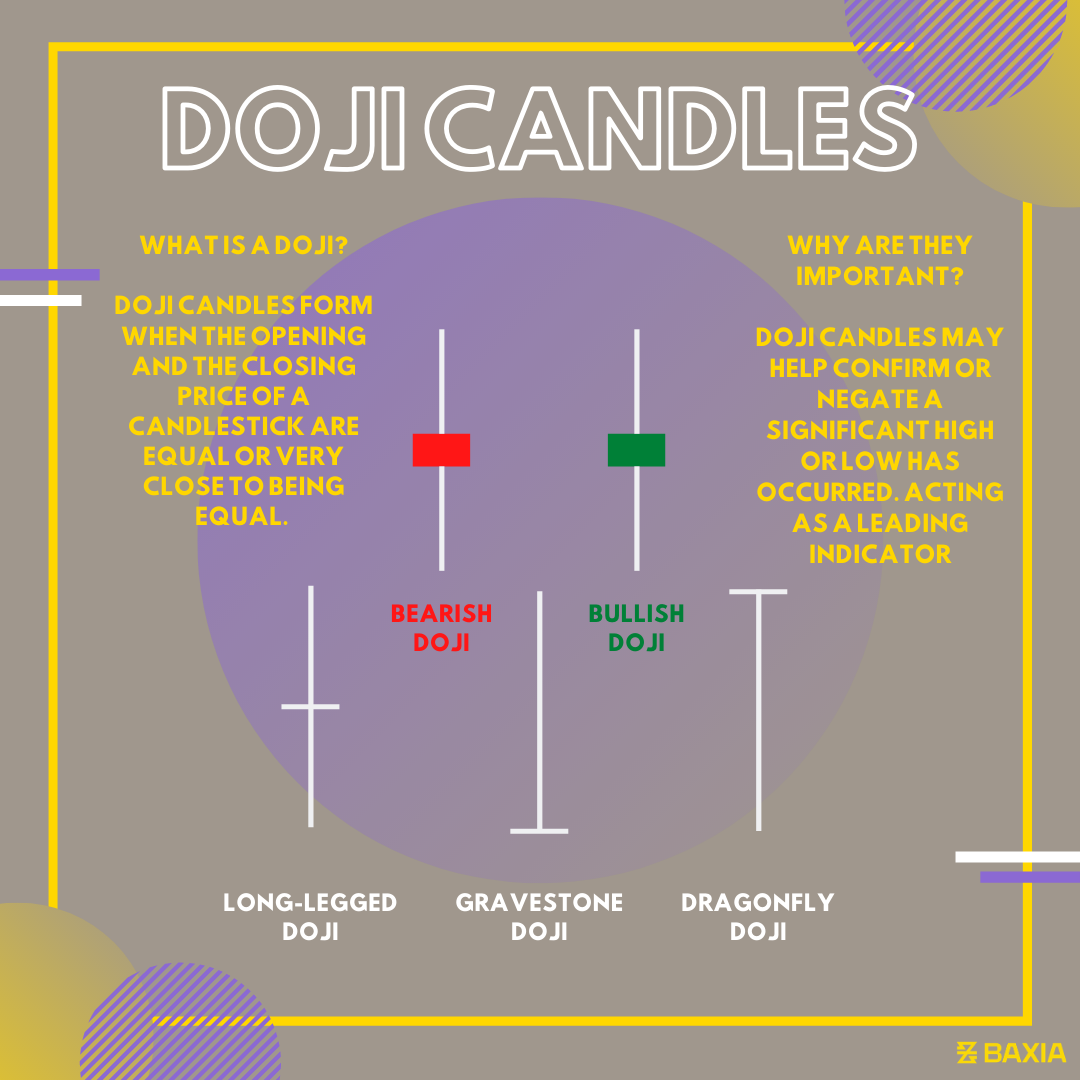 DOJI CANDLES
WHAT IS A DOJI?
DOJI CANDLES FORM
WHEN THE OPENING
AND THE CLOSING
PRICE OF A
CANDLESTICK ARE
EQUAL OR VERY
CLOSE TO BEING
EQUAL.
WHY ARE THEY
IMPORTANT?
DOJI CANDLES MAY
HELP CONFIRM OR
NEGATE A
SIGNIFICANT HIGH
OR LOW HAS
OCCURRED. ACTING
AS A LEADING
INDICATOR
BEARISH
DOJI
BULLISH
DOJI
LONG-LEGGED
DOJI
GRAVESTONE
DOJI
DRAGONFLY
DOJI
BAXIA